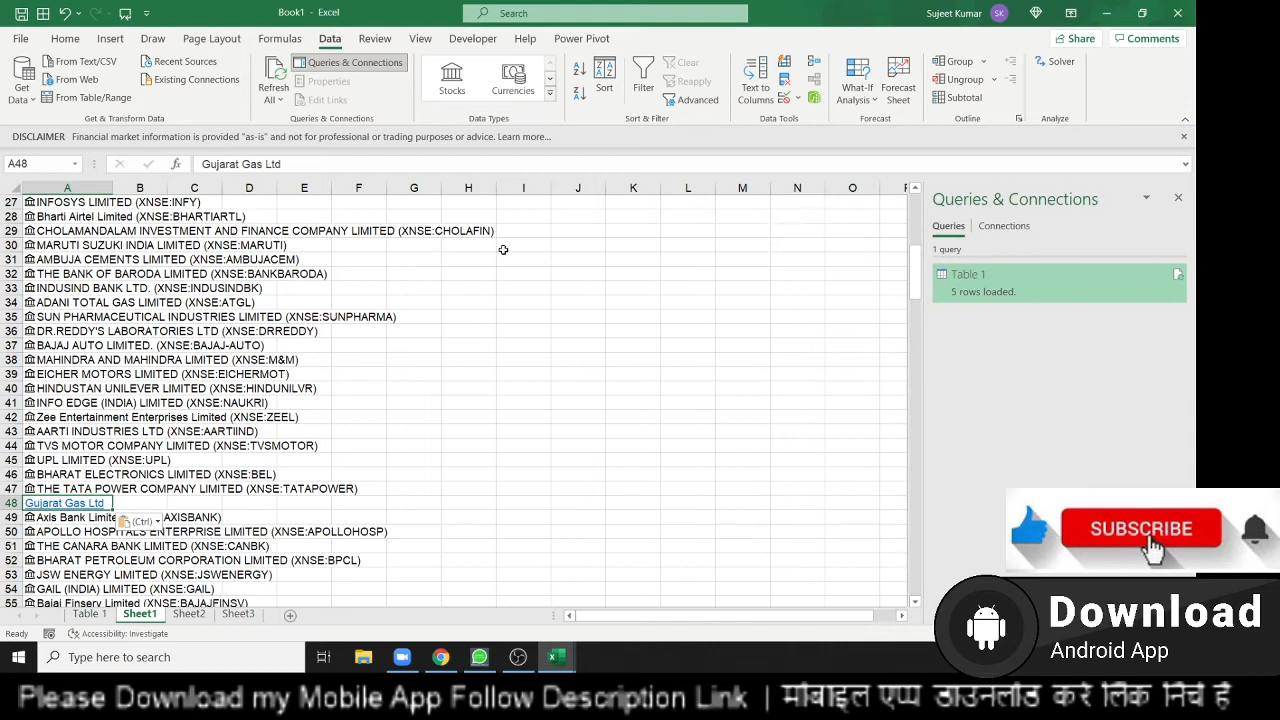 Book1 - Excel
Search
Sujeet Kumar
SK
File
Home
Insert
Draw
Page Layout
Formulas
Data
Review
View
Developer
Help
Power Pivot
Share
Comments
Get Data
From Text/CSV
From Web
From Table/Range
Recent Sources
Existing Connections
Get & Transform Data
Refresh All
Queries & Connections
Properties
Edit Links
Queries & Connections
Stocks
Currencies
Data Types
Sort
Filter
Clear
Reapply
Advanced
Sort & Filter
Text to Columns
Data Tools
What-If Analysis
Forecast Sheet
Forecast
Group
Ungroup
Subtotal
Outline
Solver
Analyze
DISCLAIMER Financial market information is provided "as-is" and not for professional or trading purposes or advice. Learn more...
A48
fx
Gujarat Gas Ltd
A B C D E F G H I J K L M N O
27 INFOSYS LIMITED (XNSE:INFY)
28 Bharti Airtel Limited (XNSE:BHARTIARTL)
29 CHOLAMANDALAM INVESTMENT AND FINANCE COMPANY LIMITED (XNSE:CHOLAFIN)
30 MARUTI SUZUKI INDIA LIMITED (XNSE:MARUTI)
31 AMBUJA CEMENTS LIMITED (XNSE:AMBUJACEM)
32 THE BANK OF BARODA LIMITED (XNSE:BANKBARODA)
33 INDUSIND BANK LTD. (XNSE:INDUSINDBK)
34 ADANI TOTAL GAS LIMITED (XNSE:ATGL)
35 SUN PHARMACEUTICAL INDUSTRIES LIMITED (XNSE:SUNPHARMA)
36 DR.REDDY'S LABORATORIES LTD (XNSE:DRREDDY)
37 BAJAJ AUTO LIMITED. (XNSE:BAJAJ-AUTO)
38 MAHINDRA AND MAHINDRA LIMITED (XNSE:M&M)
39 EICHER MOTORS LIMITED (XNSE:EICHERMOT)
40 HINDUSTAN UNILEVER LIMITED (XNSE:HINDUNILVR)
41 INFO EDGE (INDIA) LIMITED (XNSE:NAUKRI)
42 Zee Entertainment Enterprises Limited (XNSE:ZEEL)
43 AARTI INDUSTRIES LTD (XNSE:AARTIIND)
44 TVS MOTOR COMPANY LIMITED (XNSE:TVSMOTOR)
45 UPL LIMITED (XNSE:UPL)
46 BHARAT ELECTRONICS LIMITED (XNSE:BEL)
47 THE TATA POWER COMPANY LIMITED (XNSE:TATAPOWER)
48 Gujarat Gas Ltd
49 Axis Bank Limite AXISBANK)
(Ctrl)
50 APOLLO HOSPITALS ENTERPRISE LIMITED (XNSE:APOLLOHOSP)
51 THE CANARA BANK LIMITED (XNSE:CANBK)
52 BHARAT PETROLEUM CORPORATION LIMITED (XNSE:BPCL)
53 JSW ENERGY LIMITED (XNSE:JSWENERGY)
54 GAIL (INDIA) LIMITED (XNSE:GAIL)
55 Bajaj Finserv Limited (XNSE:BAJAJFINSV)
Queries & Connections
Queries
Connections
1 query
Table 1
5 rows loaded.
SUBSCRIBE
Download
Android App
Table 1
Sheet1
Sheet2
Sheet3
Ready
Accessibility: Investigate
Type here to search
Please Download my Mobile App Follow Description Link | मोबाइल एप्प डाउनलोड करे लिंक निचे हैं